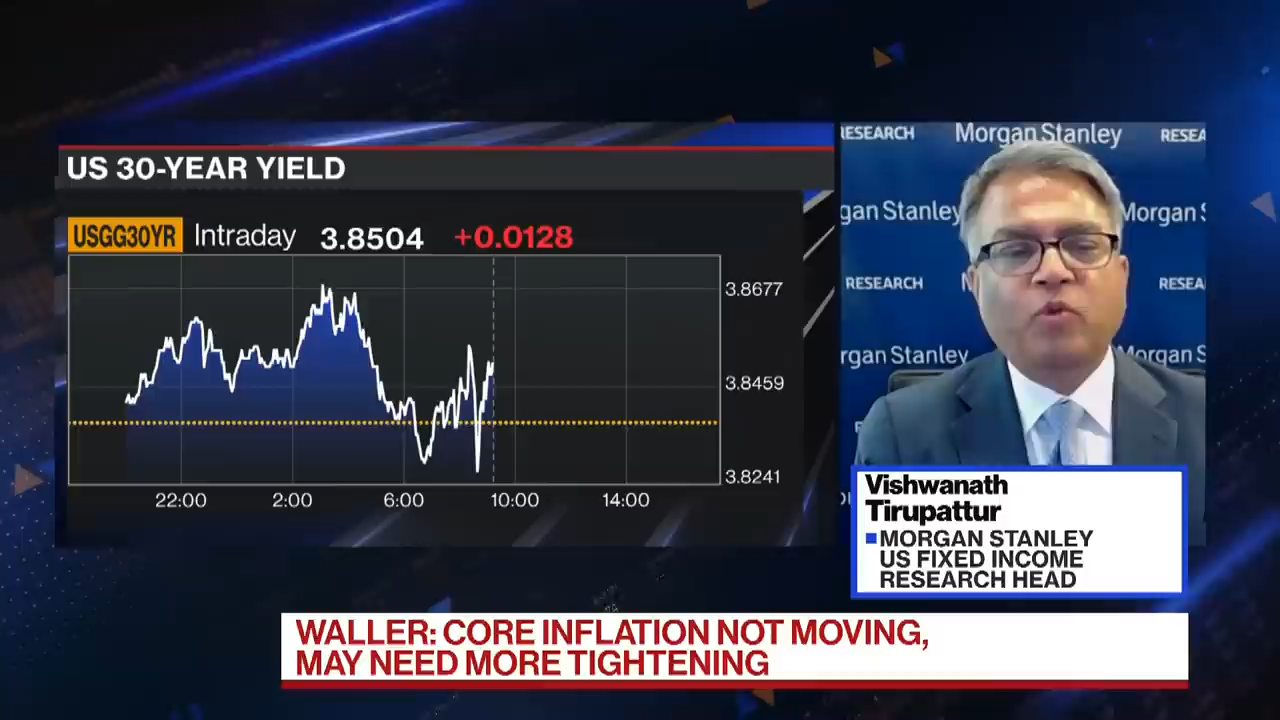 US 30-YEAR YIELD
USGG30YR Intraday 3.8504 +0.0128
3.8677
3.8459
3.8241
22:00 2:00 6:00 10:00 14:00
RESEARCH Morgan Stanley RESEA
gan Stanley Morgan S
RESEARCH RESEA
rgan Stanley Morgan S
Vishwanath
Tirupattur
MORGAN STANLEY
US FIXED INCOME
RESEARCH HEAD
WALLER: CORE INFLATION NOT MOVING,
MAY NEED MORE TIGHTENING